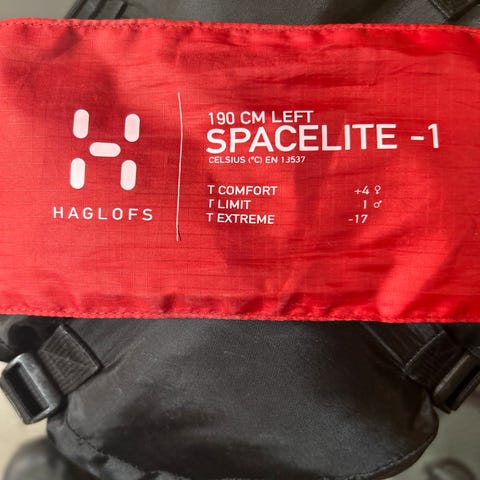 HAGLOFS
190 CM LEFT
SPACELITE -1
CELSIUS (°C) EN 13537
T COMFORT +4 ♀
T LIMIT 1 ♂
T EXTREME -17